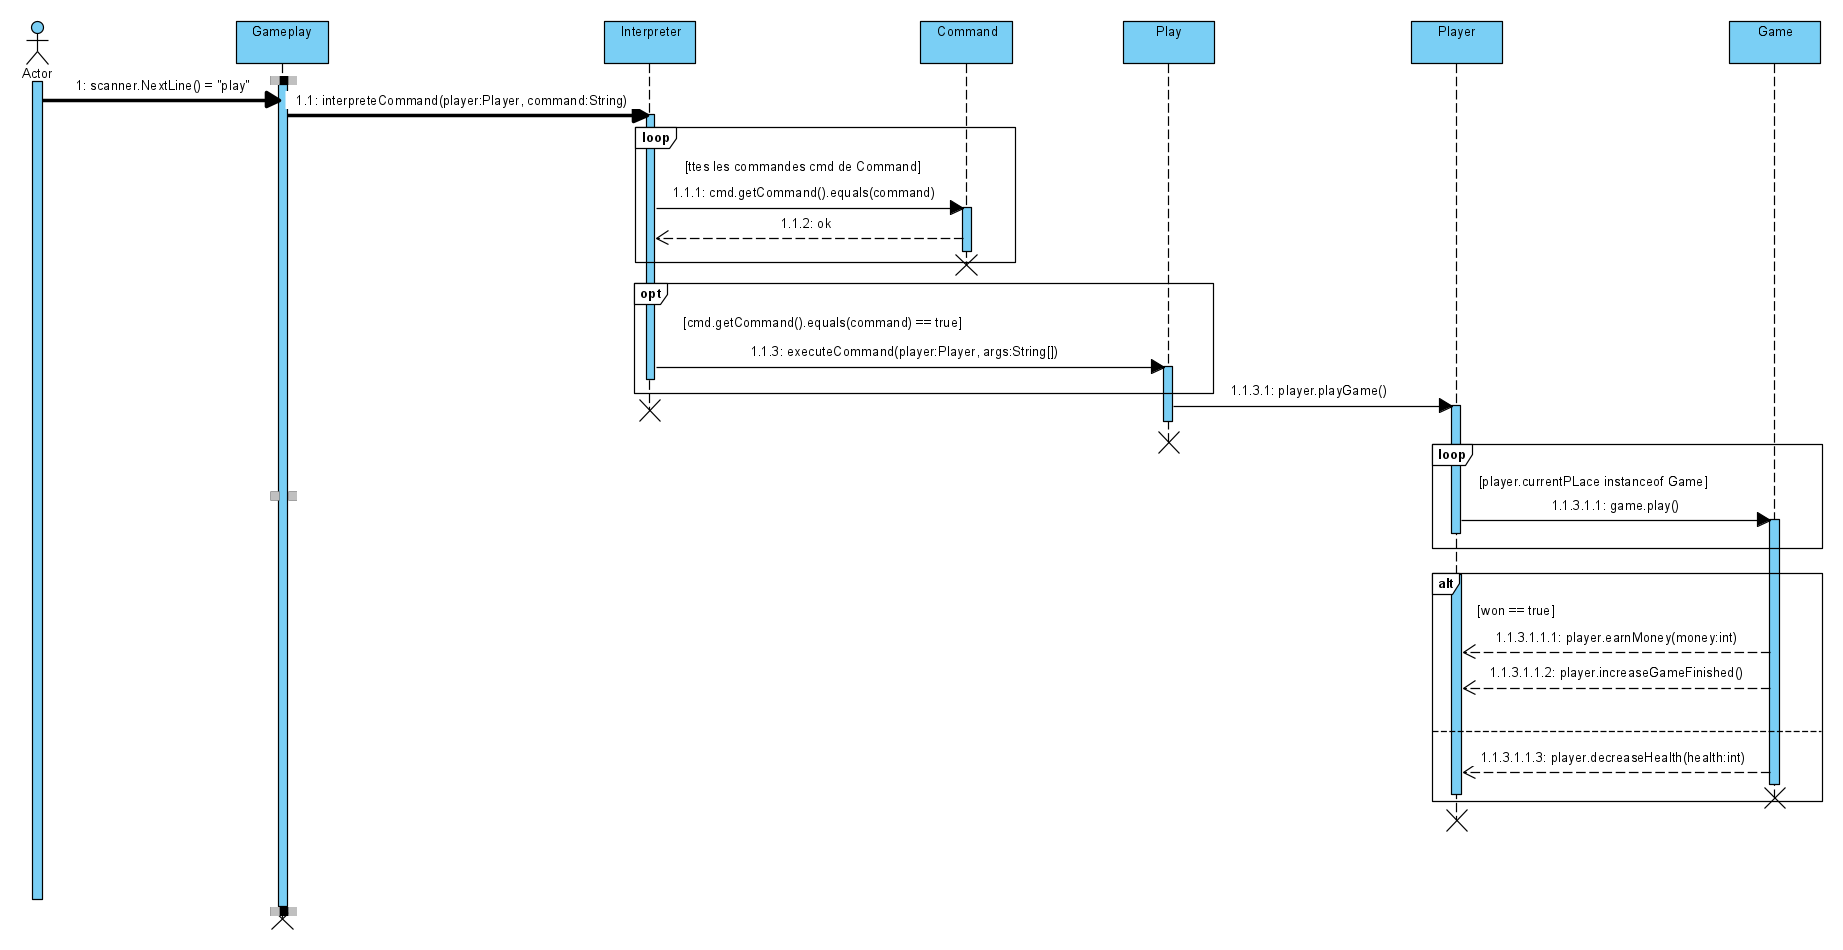 Gameplay
Interpreter
Command
Play
Player
Game
Actor
1: scanner.NextLine() = "play"
1.1: interpreteCommand(player:Player, command:String)
loop
[ttes les commandes cmd de Command]
1.1.1: cmd.getCommand().equals(command)
1.1.2: ok
opt
[cmd.getCommand().equals(command) == true]
1.1.3: executeCommand(player:Player, args:String[])
1.1.3.1: player.playGame()
loop
[player.currentPLace instanceof Game]
1.1.3.1.1: game.play()
alt
[won == true]
1.1.3.1.1.1: player.earnMoney(money:int)
1.1.3.1.1.2: player.increaseGameFinished()
1.1.3.1.1.3: player.decreaseHealth(health:int)